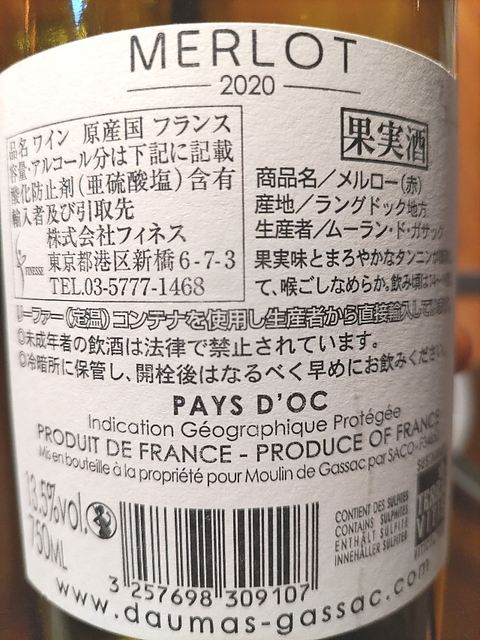 MERLOT
2020
品名 ワイン 原産国 フランス
容量・アルコール分は下記に記載
酸化防止剤(亜硫酸塩)含有
輸入者及び引取先
株式会社フィネス
FINESSE
東京都港区新橋6-7-3
TEL.03-5777-1468
果実酒
商品名/メルロー(赤)
産地/ラングドック地方
生産者/ムーラン・ド・ガサック
果実味とまろやかなタンニンが
て、喉ごしなめらか。飲み頃は14〜
リーファー(定温)コンテナを使用し生産者から直接輸入して
◎未成年者の飲酒は法律で禁止されています。
◎冷暗所に保管し、開栓後はなるべく早めにお飲みください。
PAYS D'OC
Indication Géographique Protégée
PRODUIT DE FRANCE - PRODUCE OF FRANCE
Mis en bouteille à la propriété pour Moulin de Gassac par SACO-
13.5%vol.
750ML
CONTIENT DES SULFITES
CONTAINS SULPHITES
ENTHÄLT SULFITE
INNEHÅLLER SULFITER
TERRA
VITIS
3 257698 309107
www.daumas-gassac.com